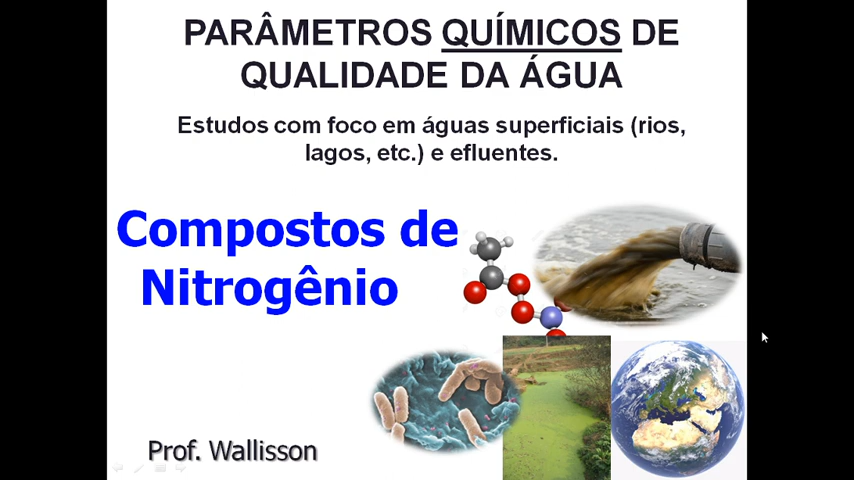 PARÂMETROS QUÍMICOS DE
QUALIDADE DA ÁGUA
Estudos com foco em águas superficiais (rios,
lagos, etc.) e efluentes.
Compostos de
Nitrogênio
Prof. Wallisson